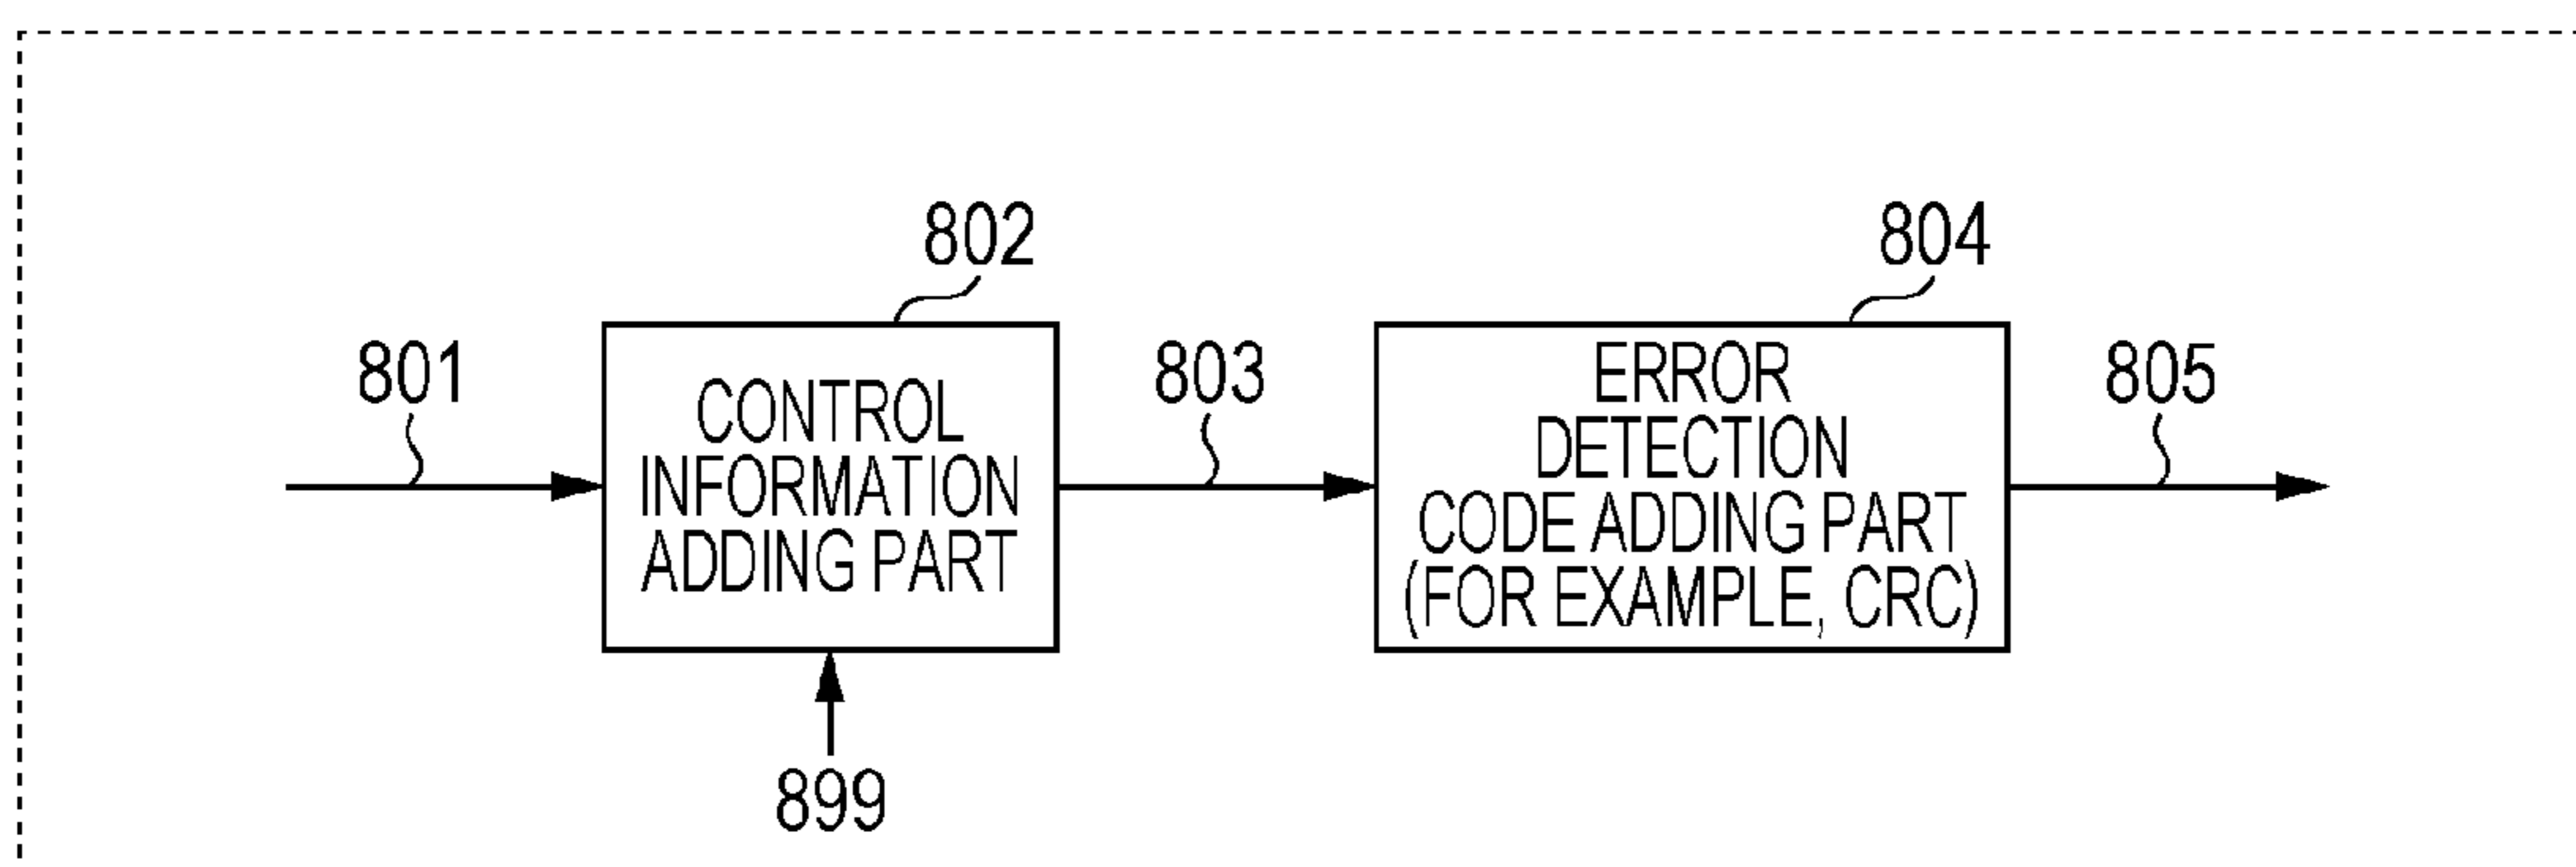 802
804
801
803
805
CONTROL
INFORMATION
ADDING PART
ERROR
DETECTION
CODE ADDING PART
(FOR EXAMPLE, CRC)
899